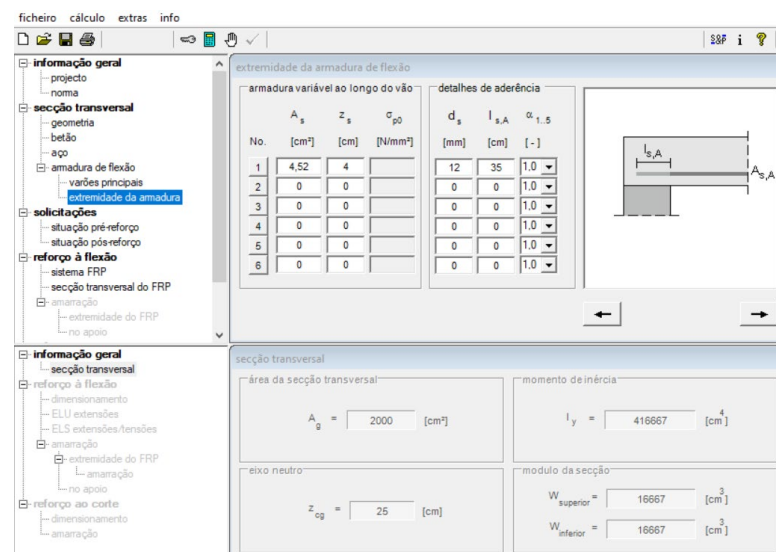 ficheiro cálculo extras info
S&P i ?
informação geral
projecto
norma
secção transversal
geometria
betão
aço
armadura de flexão
varões principais
extremidade da armadura
solicitações
situação pré-reforço
situação pós-reforço
reforço à flexão
sistema FRP
secção transversal do FRP
amarração
extremidade do FRP
no apoio
extremidade da armadura de flexão
armadura variável ao longo do vão
detalhes de aderência
A s z s σ p0 d s l s,A α 1..5
No. [cm²] [cm] [N/mm²] [mm] [cm] [-]
1 4,52 4 12 35 1,0
2 0 0 0 0 1,0
3 0 0 0 0 1,0
4 0 0 0 0 1,0
5 0 0 0 0 1,0
6 0 0 0 0 1,0
l s,A
A s,A
informação geral
secção transversal
reforço à flexão
dimensionamento
ELU extensões
ELS extensões/tensões
amarração
extremidade do FRP
amarração
no apoio
reforço ao corte
dimensionamento
amarração
secção transversal
área da secção transversal
A g = 2000 [cm²]
momento de inércia
I y = 416667 [cm⁴]
eixo neutro
z cg = 25 [cm]
modulo da secção
W superior = 16667 [cm³]
W inferior = 16667 [cm³]